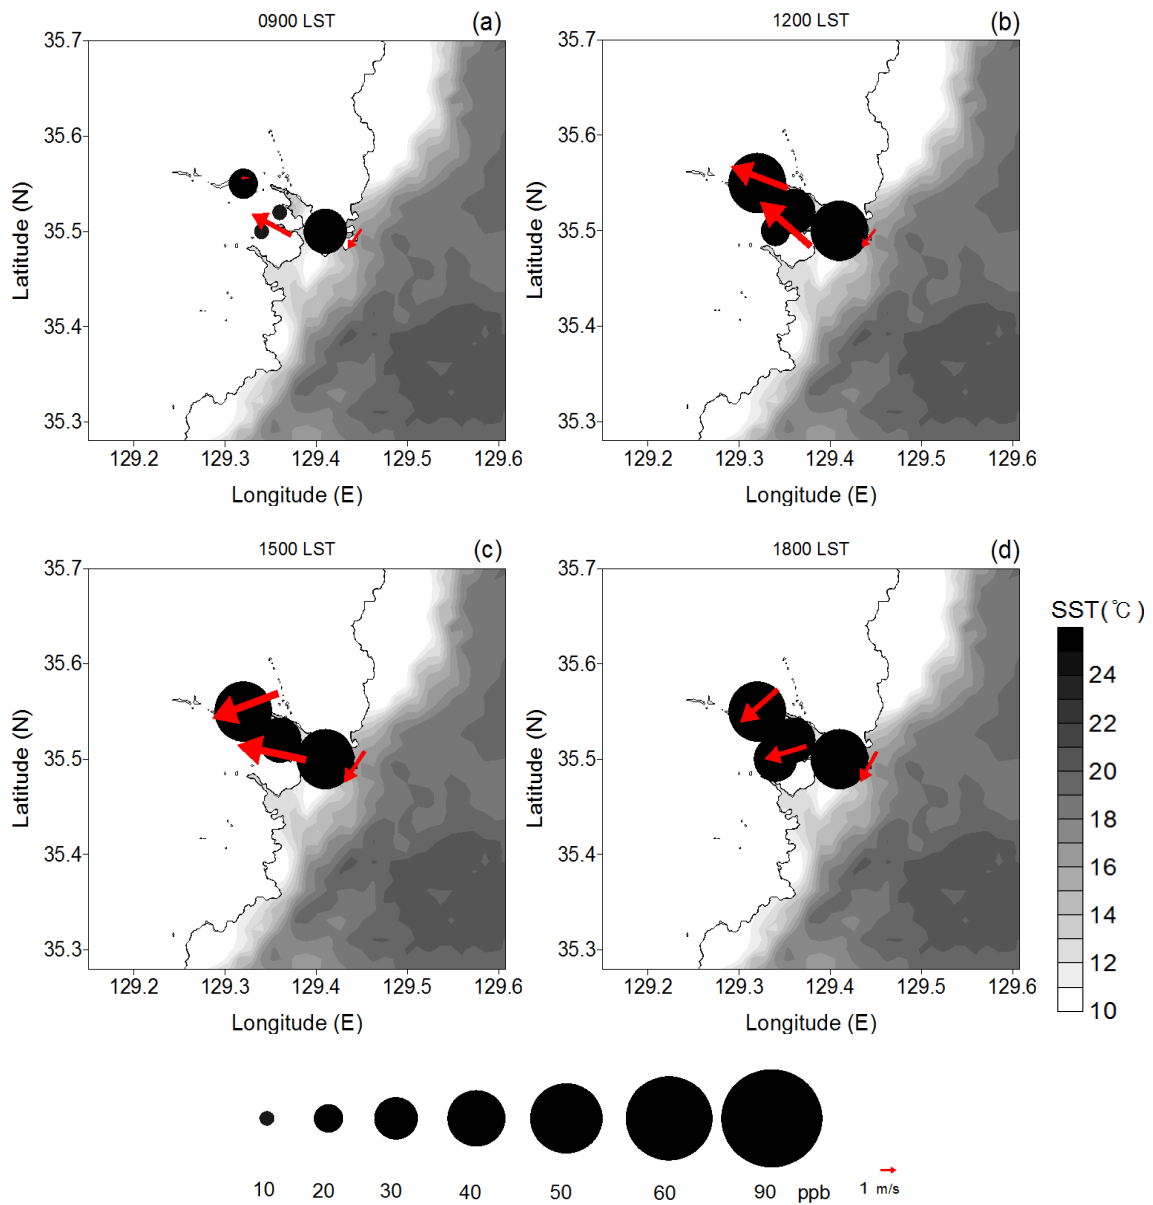 0900 LST (a)
35.7
35.6
35.5
35.4
35.3
Latitude (N)
129.2 129.3 129.4 129.5 129.6
Longitude (E)
1200 LST (b)
35.7
35.6
35.5
35.4
35.3
Latitude (N)
129.2 129.3 129.4 129.5 129.6
Longitude (E)
1500 LST (c)
35.7
35.6
35.5
35.4
35.3
Latitude (N)
129.2 129.3 129.4 129.5 129.6
Longitude (E)
1800 LST (d)
35.7
35.6
35.5
35.4
35.3
Latitude (N)
129.2 129.3 129.4 129.5 129.6
Longitude (E)
SST(℃)
24
22
20
18
16
14
12
10
10 20 30 40 50 60 90 ppb 1 m/s